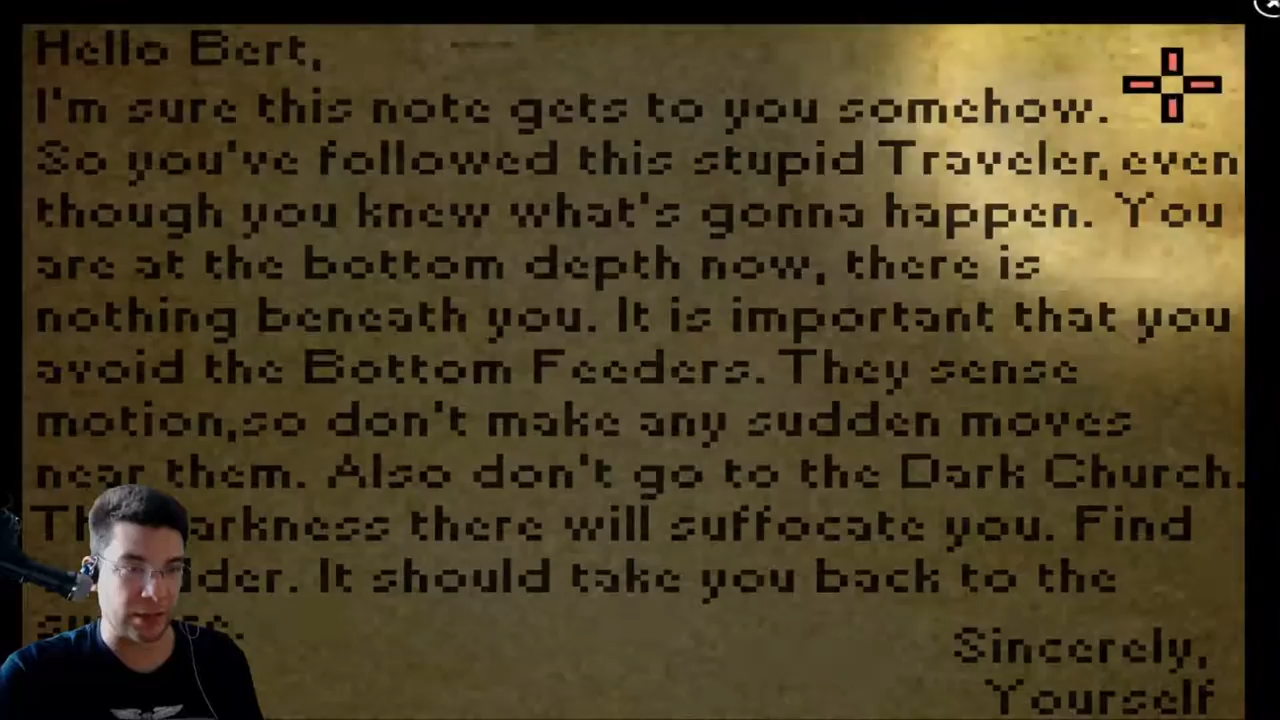 Hello Bert,
I'm sure this note gets to you somehow.
So you've followed this stupid Traveler, even
though you knew what's gonna happen. You
are at the bottom depth now, there is
nothing beneath you. It is important that you
avoid the Bottom Feeders. They sense
motion,so don't make any sudden moves
near them. Also don't go to the Dark Church.
darkness there will suffocate you. Find
It should take you back to the
Sincerely,
Yourself